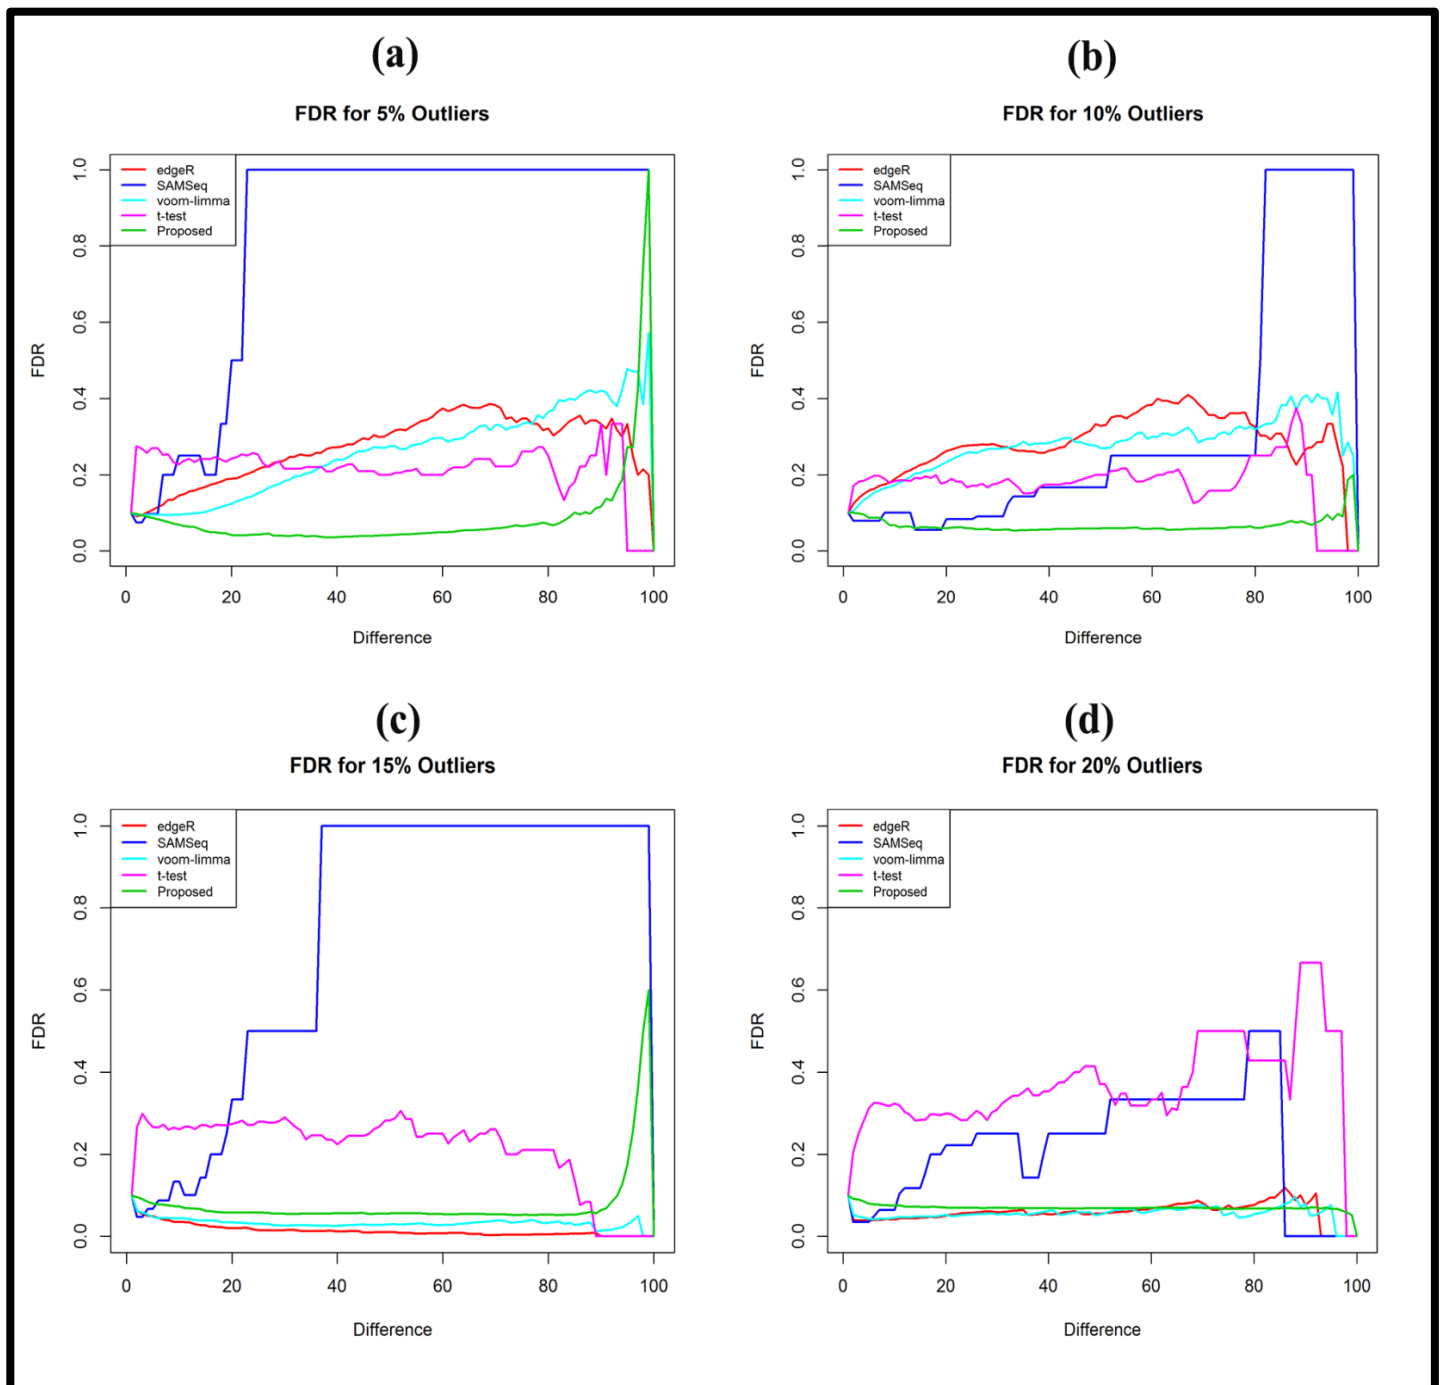 (a)
FDR for 5% Outliers
edgeR
SAMSeq
voom-limma
t-test
Proposed
FDR
0.0 0.2 0.4 0.6 0.8 1.0
0 20 40 60 80 100
Difference
(b)
FDR for 10% Outliers
edgeR
SAMSeq
voom-limma
t-test
Proposed
FDR
0.0 0.2 0.4 0.6 0.8 1.0
0 20 40 60 80 100
Difference
(c)
FDR for 15% Outliers
edgeR
SAMSeq
voom-limma
t-test
Proposed
FDR
0.0 0.2 0.4 0.6 0.8 1.0
0 20 40 60 80 100
Difference
(d)
FDR for 20% Outliers
edgeR
SAMSeq
voom-limma
t-test
Proposed
FDR
0.0 0.2 0.4 0.6 0.8 1.0
0 20 40 60 80 100
Difference